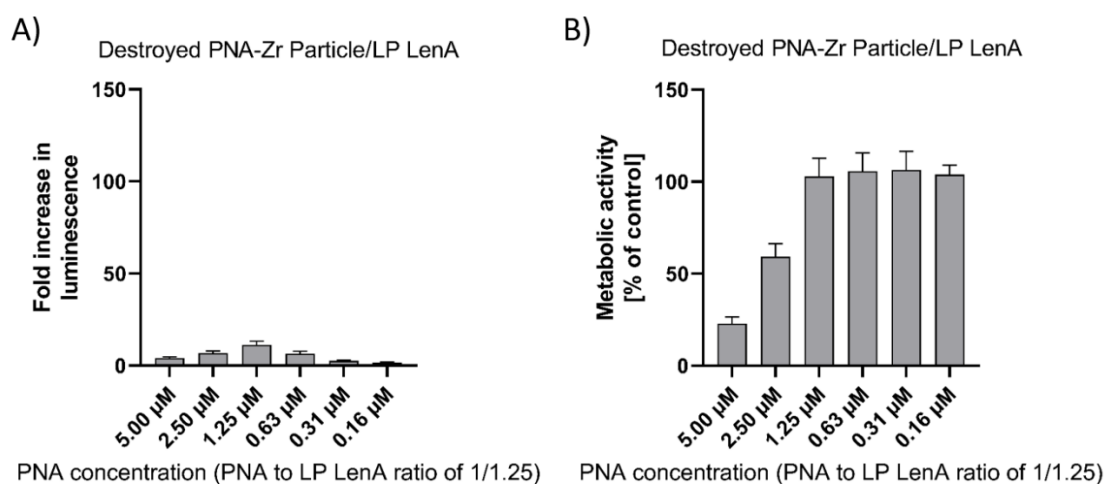 A)
Destroyed PNA-Zr Particle/LP LenA
Fold increase in
luminescence
150
100
50
0
5.00 µM
2.50 µM
1.25 µM
0.63 µM
0.31 µM
0.16 µM
PNA concentration (PNA to LP LenA ratio of 1/1.25)
B)
Destroyed PNA-Zr Particle/LP LenA
Metabolic activity
[% of control]
150
100
50
0
5.00 µM
2.50 µM
1.25 µM
0.63 µM
0.31 µM
0.16 µM
PNA concentration (PNA to LP LenA ratio of 1/1.25)